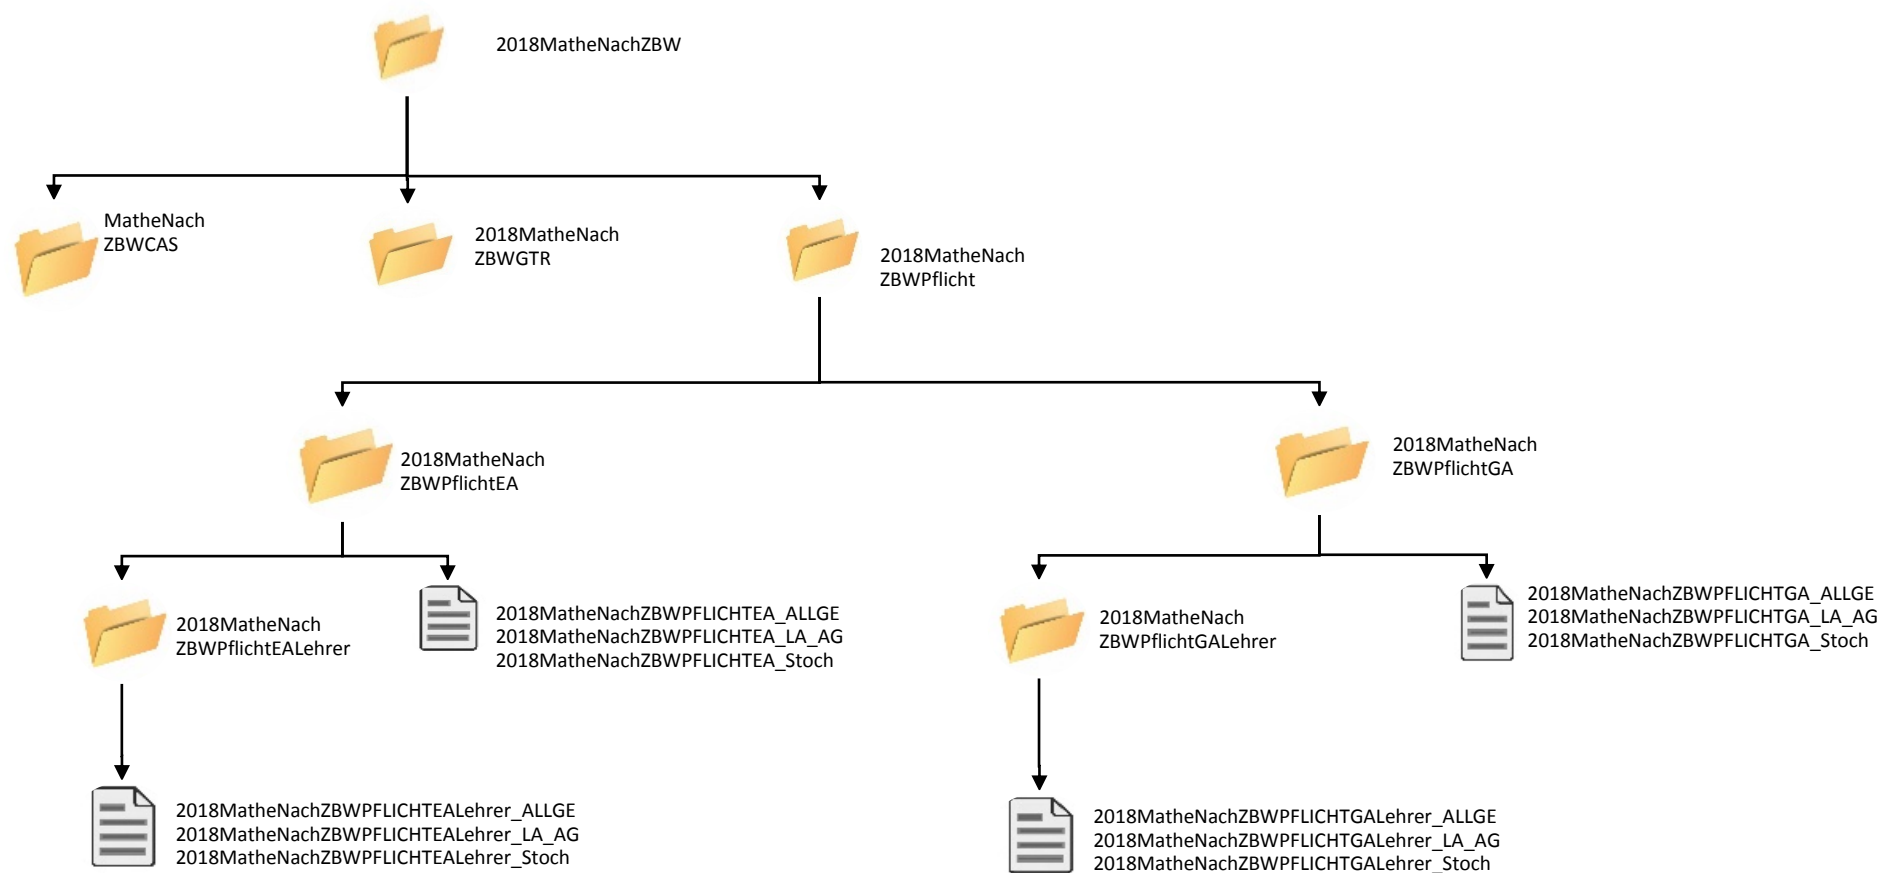 2018MatheNachZBW
MatheNach
ZBWCAS
2018MatheNach
ZBWGTR
2018MatheNach
ZBWPflicht
2018MatheNach
ZBWPflichtEA
2018MatheNach
ZBWPflichtGA
2018MatheNach
ZBWPflichtEALehrer
2018MatheNachZBWPFLICHTEA_ALLGE
2018MatheNachZBWPFLICHTEA_LA_AG
2018MatheNachZBWPFLICHTEA_Stoch
2018MatheNach
ZBWPflichtGALehrer
2018MatheNachZBWPFLICHTGA_ALLGE
2018MatheNachZBWPFLICHTGA_LA_AG
2018MatheNachZBWPFLICHTGA_Stoch
2018MatheNachZBWPFLICHTEALehrer_ALLGE
2018MatheNachZBWPFLICHTEALehrer_LA_AG
2018MatheNachZBWPFLICHTEALehrer_Stoch
2018MatheNachZBWPFLICHTGALehrer_ALLGE
2018MatheNachZBWPFLICHTGALehrer_LA_AG
2018MatheNachZBWPFLICHTGALehrer_Stoch